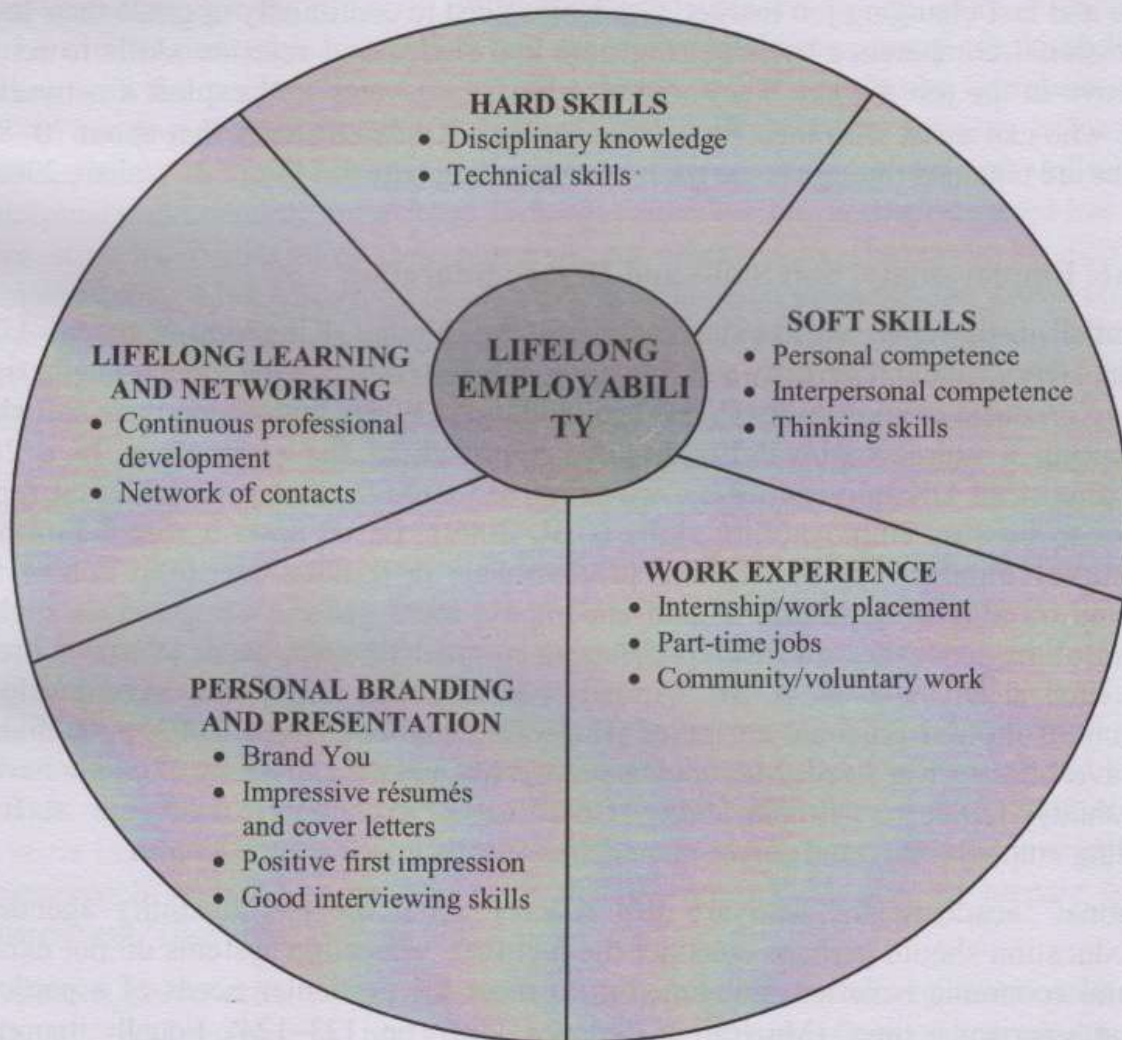 HARD SKILLS
• Disciplinary knowledge
• Technical skills
LIFELONG
EMPLOYABILI
TY
SOFT SKILLS
• Personal competence
• Interpersonal competence
• Thinking skills
WORK EXPERIENCE
• Internship/work placement
• Part-time jobs
• Community/voluntary work
PERSONAL BRANDING
AND PRESENTATION
• Brand You
• Impressive résumés
and cover letters
• Positive first impression
• Good interviewing skills
LIFELONG LEARNING
AND NETWORKING
• Continuous professional
development
• Network of contacts